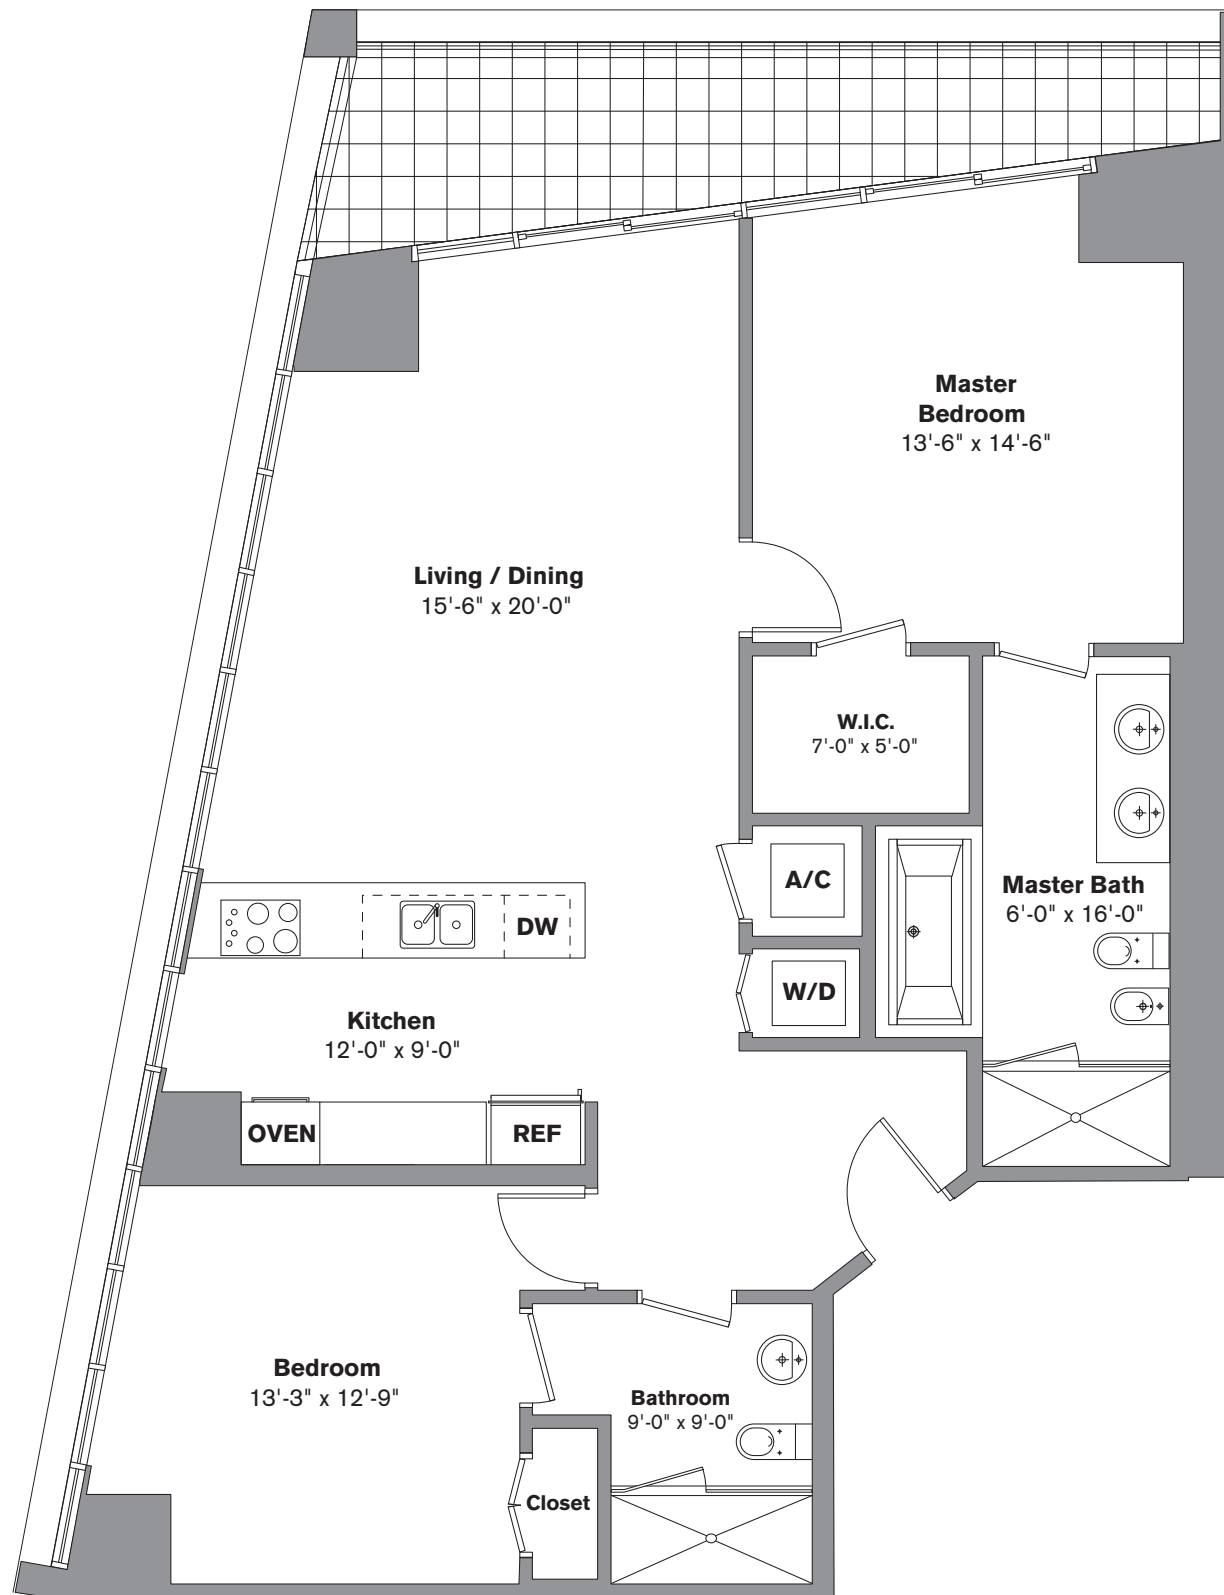 Master
Bedroom
13'-6" x 14'-6"
Living / Dining
15'-6" x 20'-0"
W.I.C.
7'-0" x 5'-0"
A/C
Master Bath
6'-0" x 16'-0"
DW
W/D
Kitchen
12'-0" x 9'-0"
OVEN
REF
Bedroom
13'-3" x 12'-9"
Bathroom
9'-0" x 9'-0"
Closet